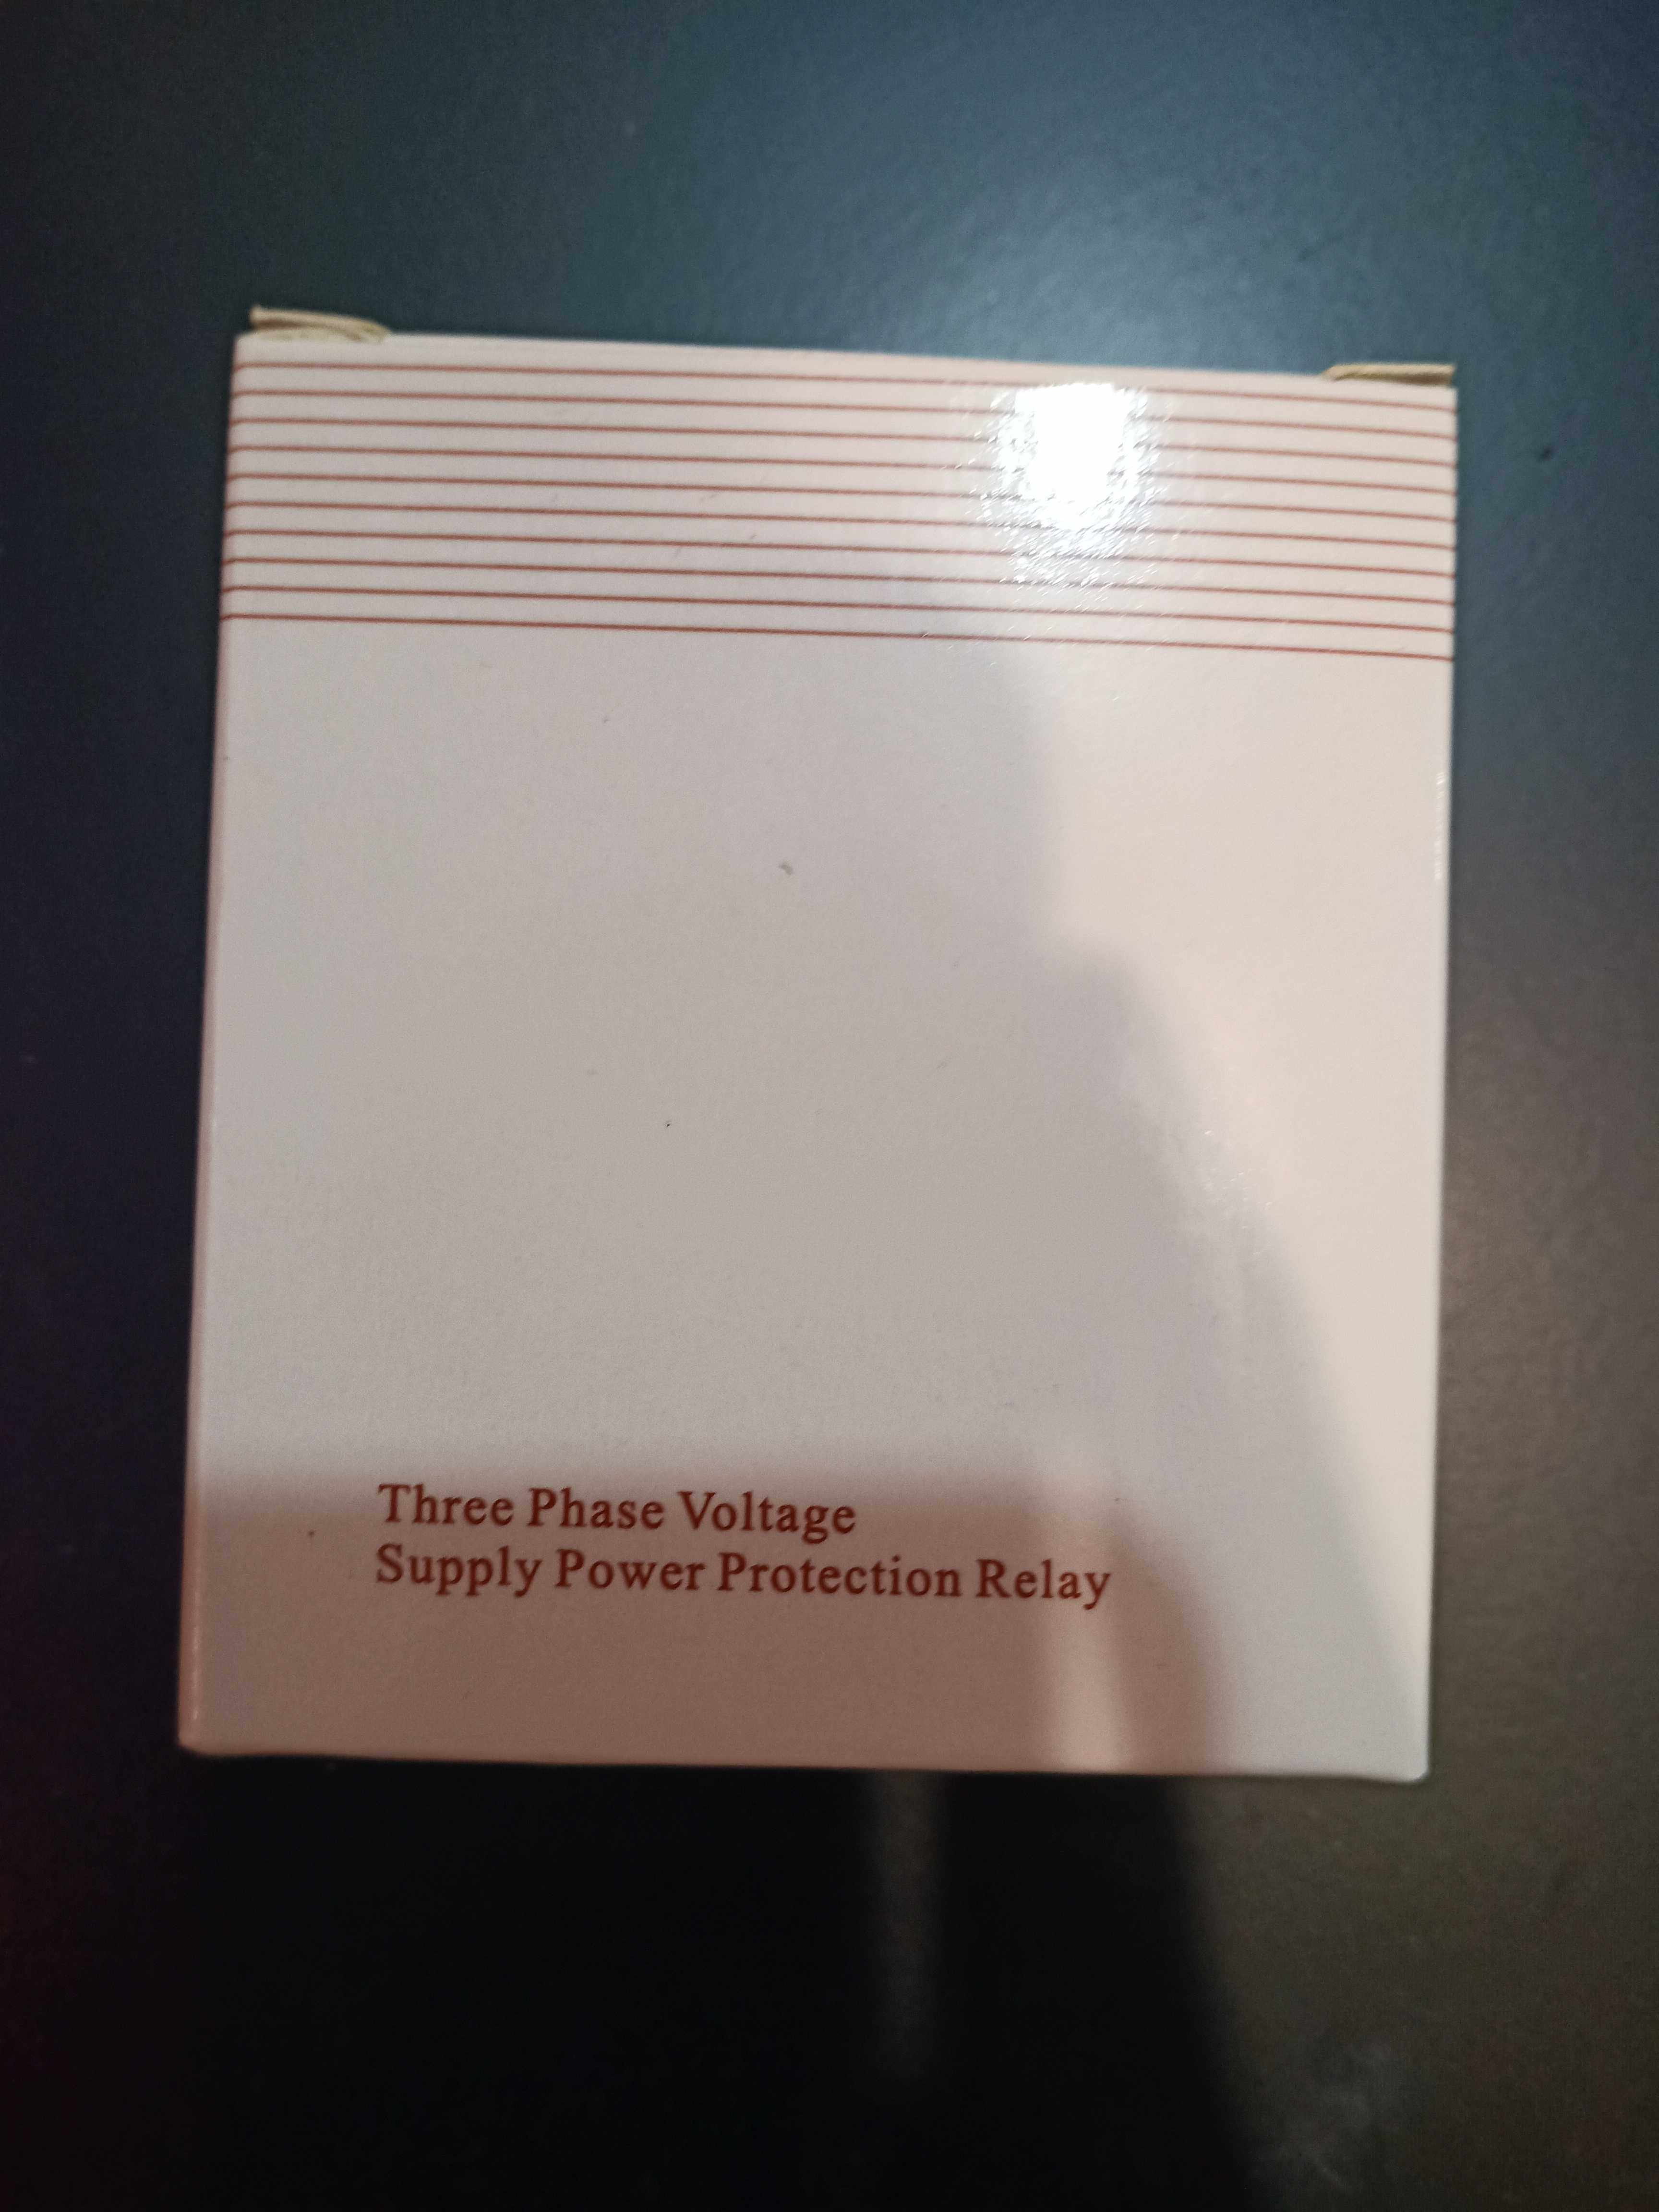 Three Phase Voltage
Supply Power Protection Relay